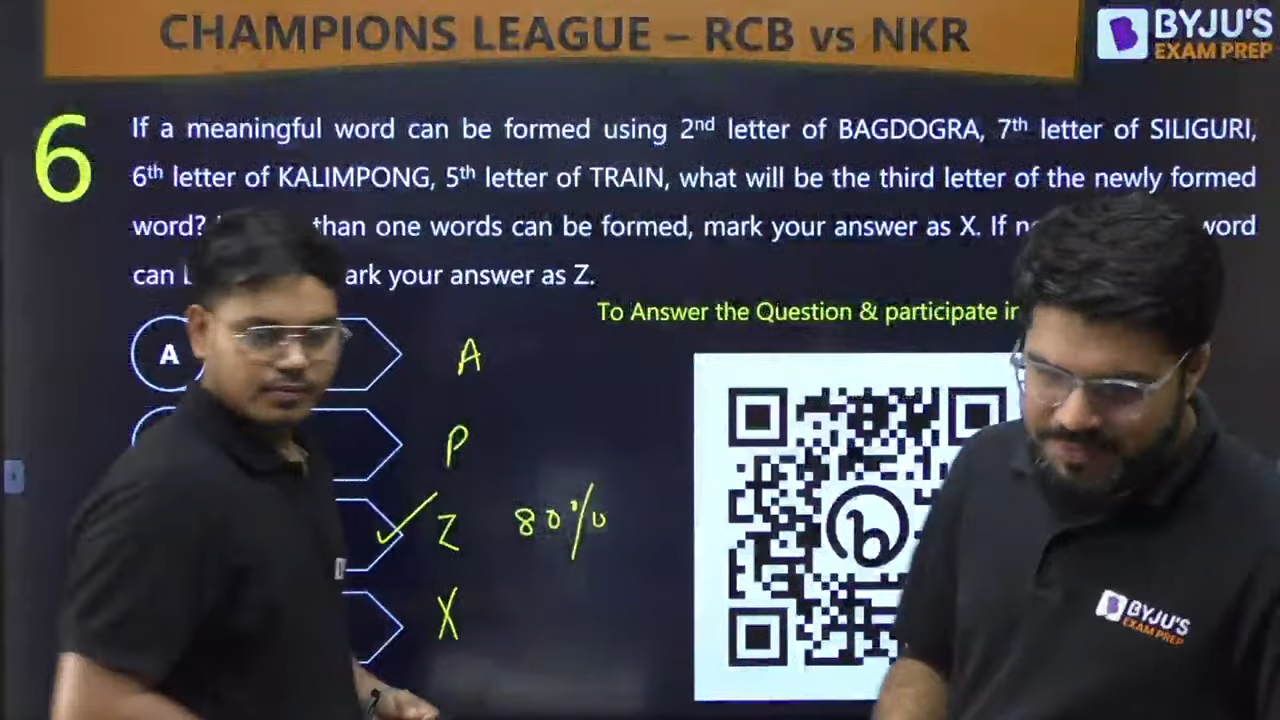 CHAMPIONS LEAGUE – RCB vs NKR
BYJU'S
EXAM PREP
6
If a meaningful word can be formed using 2nd letter of BAGDOGRA, 7th letter of SILIGURI,
6th letter of KALIMPONG, 5th letter of TRAIN, what will be the third letter of the newly formed
word? than one words can be formed, mark your answer as X. If word
can mark your answer as Z.
To Answer the Question & participate in
A
A
P
Z 80%
X
BYJU'S
EXAM PREP